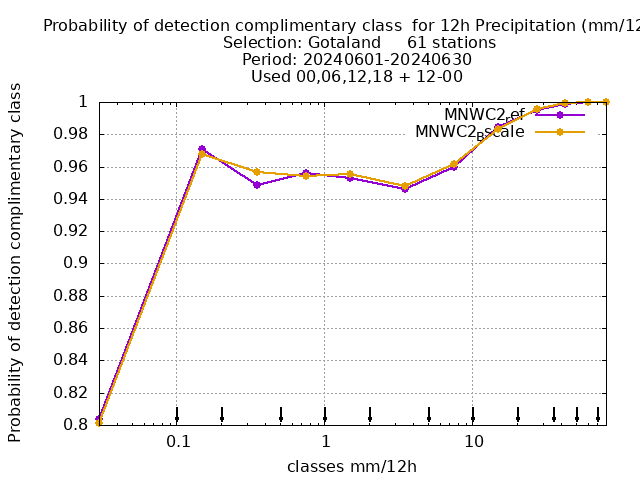 Probability of detection complimentary class  for 12h Precipitation (mm/12
Selection: Gotaland     61 stations
Period: 20240601-20240630
Used 00,06,12,18 + 12-00
Probability of detection complimentary class
MNWC2ref
MNWC2Bscale
1
0.98
0.96
0.94
0.92
0.9
0.88
0.86
0.84
0.82
0.8
0.1
1
10
classes mm/12h